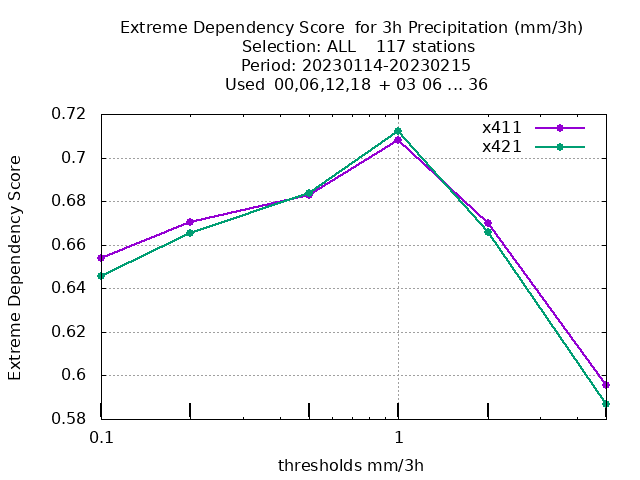 Extreme Dependency Score for 3h Precipitation (mm/3h)
Selection: ALL 117 stations
Period: 20230114-20230215
Used 00,06,12,18 + 03 06 ... 36
x411
x421
0.72
0.7
0.68
0.66
0.64
0.62
0.6
0.58
Extreme Dependency Score
0.1 1
thresholds mm/3h